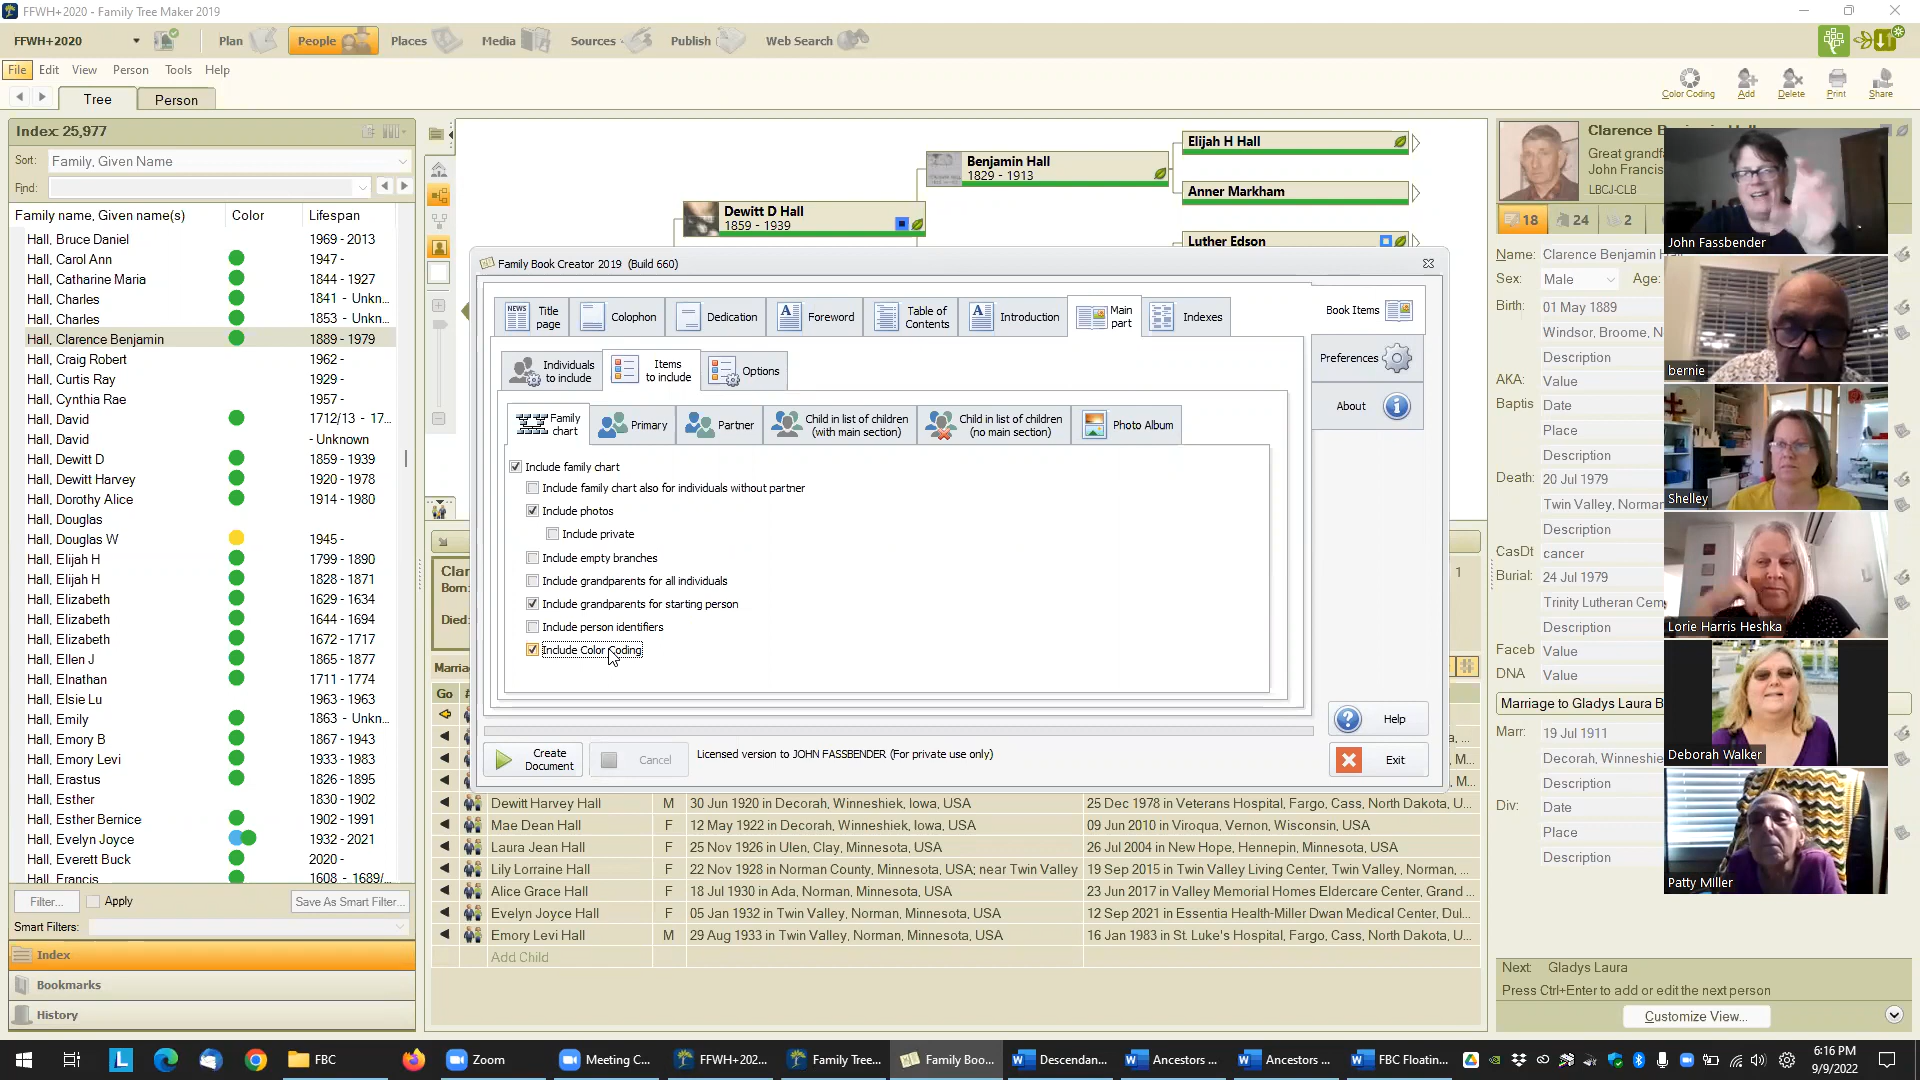 FFWH+2020 - Family Tree Maker 2019
FFWH+2020
Plan
People
Places
Media
Sources
Publish
Web Search
File
Edit
View
Person
Tools
Help
Color Coding
Add
Delete
Print
Share
Tree
Person
Index: 25,977
Sort:
Family, Given Name
Find:
Family name, Given name(s)
Color
Lifespan
Hall, Bruce Daniel 1969 - 2013
Hall, Carol Ann 1947 -
Hall, Catharine Maria 1844 - 1927
Hall, Charles 1841 - Unkn...
Hall, Charles 1853 - Unkn...
Hall, Clarence Benjamin 1889 - 1979
Hall, Craig Robert 1962 -
Hall, Curtis Ray 1929 -
Hall, Cynthia Rae 1957 -
Hall, David 1712/13 - 17...
Hall, David - Unknown
Hall, Dewitt D 1859 - 1939
Hall, Dewitt Harvey 1920 - 1978
Hall, Dorothy Alice 1914 - 1980
Hall, Douglas
Hall, Douglas W 1945 -
Hall, Elijah H 1799 - 1890
Hall, Elijah H 1828 - 1871
Hall, Elizabeth 1629 - 1634
Hall, Elizabeth 1644 - 1694
Hall, Elizabeth 1672 - 1717
Hall, Ellen J 1865 - 1877
Hall, Elnathan 1711 - 1774
Hall, Elsie Lu 1963 - 1963
Hall, Emily 1863 - Unkn...
Hall, Emory B 1867 - 1943
Hall, Emory Levi 1933 - 1983
Hall, Erastus 1826 - 1895
Hall, Esther 1830 - 1902
Hall, Esther Bernice 1902 - 1991
Hall, Evelyn Joyce 1932 - 2021
Hall, Everett Buck 2020 -
Hall, Francis 1608 - 1689/...
Filter...
Apply
Save As Smart Filter...
Smart Filters:
Index
Bookmarks
History
Benjamin Hall
1829 - 1913
Dewitt D Hall
1859 - 1939
Elijah H Hall
Anner Markham
Luther Edson
Family Book Creator 2019 (Build 660)
Title page
Colophon
Dedication
Foreword
Table of Contents
Introduction
Main part
Indexes
Book Items
Preferences
About
Individuals to include
Items to include
Options
Family chart
Primary
Partner
Child in list of children (with main section)
Child in list of children (no main section)
Photo Album
Include family chart
Include family chart also for individuals without partner
Include photos
Include private
Include empty branches
Include grandparents for all individuals
Include grandparents for starting person
Include person identifiers
Include Color Coding
Help
Create Document
Cancel
Licensed version to JOHN FASSBENDER (For private use only)
Exit
Clar
Born:
Died:
Marria
Go
Dewitt Harvey Hall M 30 Jun 1920 in Decorah, Winneshiek, Iowa, USA 25 Dec 1978 in Veterans Hospital, Fargo, Cass, North Dakota, U...
Mae Dean Hall F 12 May 1922 in Decorah, Winneshiek, Iowa, USA 09 Jun 2010 in Viroqua, Vernon, Wisconsin, USA
Laura Jean Hall F 25 Nov 1926 in Ulen, Clay, Minnesota, USA 26 Jul 2004 in New Hope, Hennepin, Minnesota, USA
Lily Lorraine Hall F 22 Nov 1928 in Norman County, Minnesota, USA; near Twin Valley 19 Sep 2015 in Twin Valley Living Center, Twin Valley, Norman, ...
Alice Grace Hall F 18 Jul 1930 in Ada, Norman, Minnesota, USA 23 Jun 2017 in Valley Memorial Homes Eldercare Center, Grand ...
Evelyn Joyce Hall F 05 Jan 1932 in Twin Valley, Norman, Minnesota, USA 12 Sep 2021 in Essentia Health-Miller Dwan Medical Center, Dul...
Emory Levi Hall M 29 Aug 1933 in Twin Valley, Norman, Minnesota, USA 16 Jan 1983 in St. Luke's Hospital, Fargo, Cass, North Dakota, U...
Add Child
Clarence B
Great grandf
John Francis
LBCJ-CLB
18
24
2
Name: Clarence Benjamin H
Sex: Male Age:
Birth: 01 May 1889
Windsor, Broome, N
Description
AKA: Value
Baptis Date
Place
Description
Death: 20 Jul 1979
Twin Valley, Norman
Description
CasDt cancer
Burial: 24 Jul 1979
Trinity Lutheran Cem
Description
Faceb Value
DNA Value
Marriage to Gladys Laura B
Marr: 19 Jul 1911
Decorah, Winneshie
Description
Div: Date
Place
Description
Next: Gladys Laura
Press Ctrl+Enter to add or edit the next person
Customize View...
John Fassbender
bernie
Shelley
Lorie Harris Heshka
Deborah Walker
Patty Miller
FBC
Zoom
Meeting C...
FFWH+202...
Family Tree...
Family Boo...
Descendan...
Ancestors ...
Ancestors ...
FBC Floatin...
6:16 PM
9/9/2022